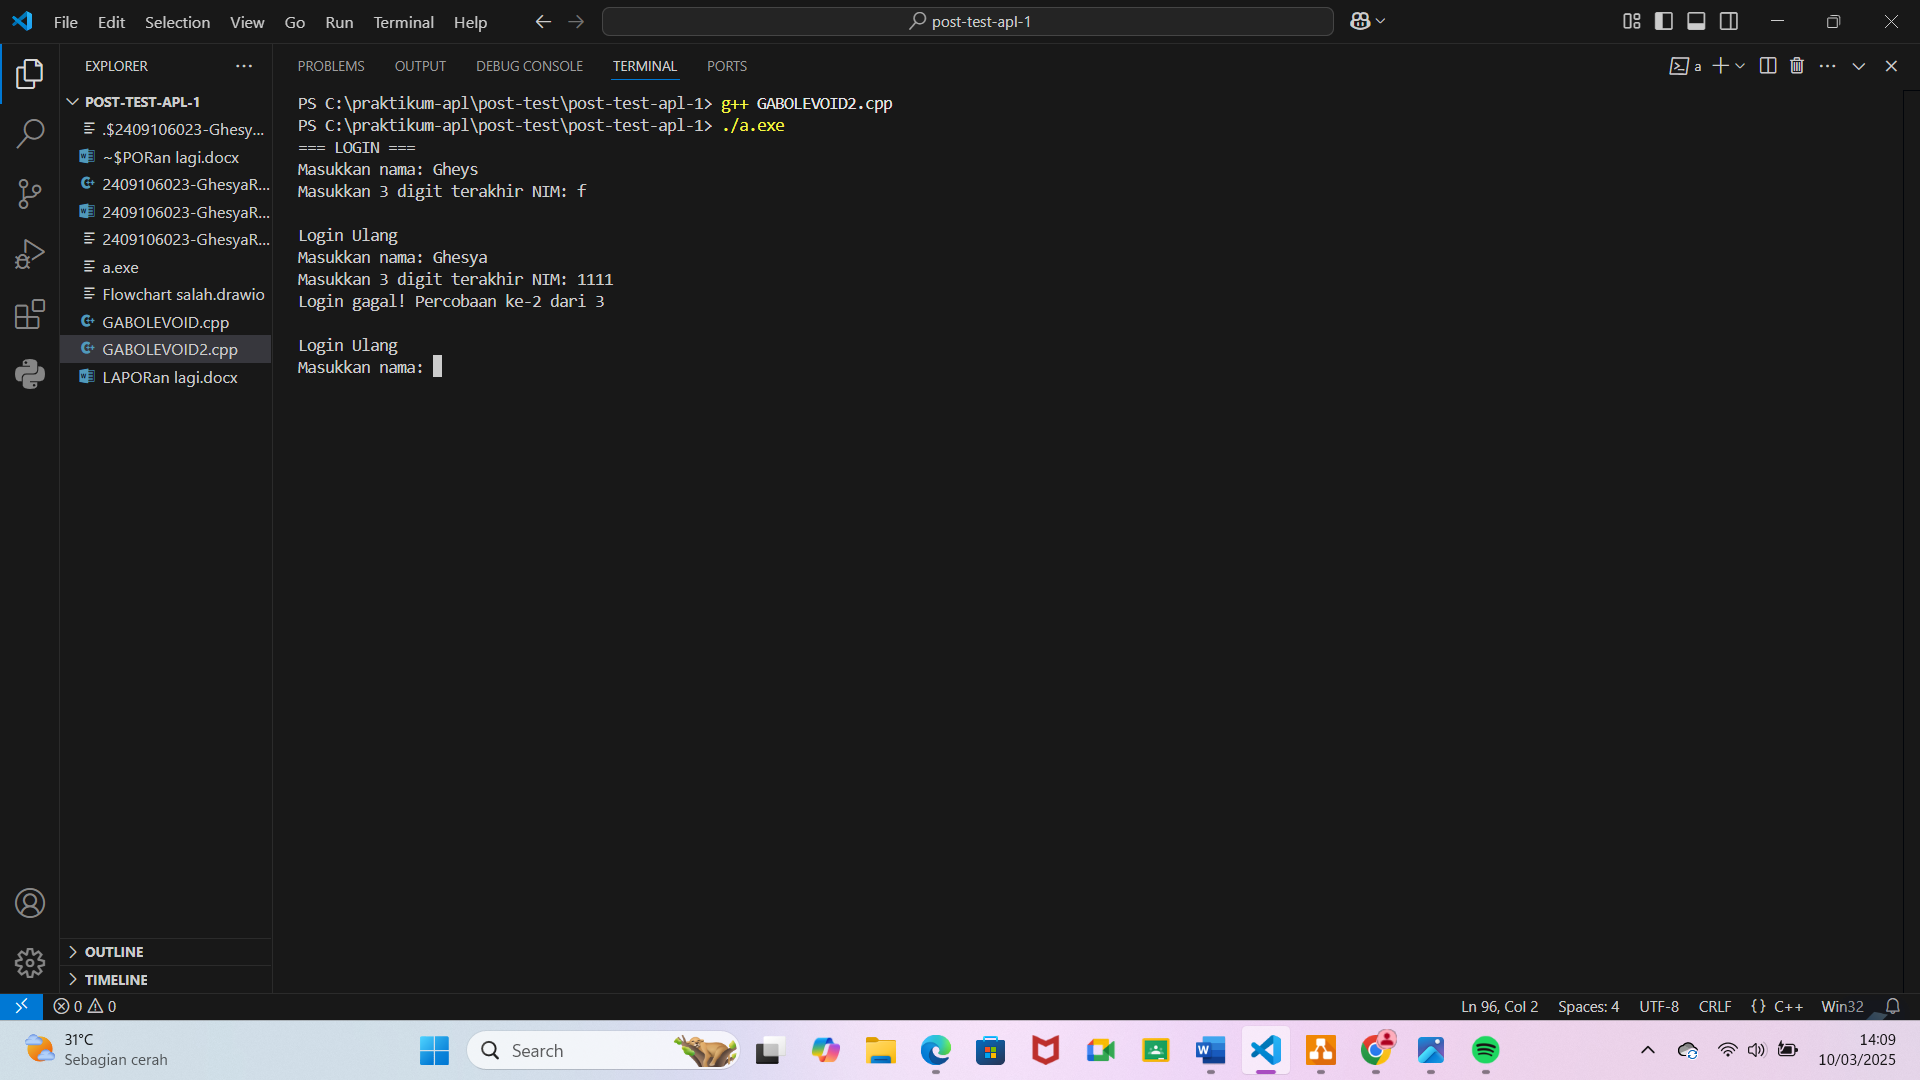 File Edit Selection View Go Run Terminal Help
post-test-apl-1
EXPLORER
PROBLEMS OUTPUT DEBUG CONSOLE TERMINAL PORTS
a
POST-TEST-APL-1
.$2409106023-Ghesy...
~$PORan lagi.docx
2409106023-GhesyaR...
2409106023-GhesyaR...
2409106023-GhesyaR...
a.exe
Flowchart salah.drawio
GABOLEVOID.cpp
GABOLEVOID2.cpp
LAPORan lagi.docx
PS C:\praktikum-apl\post-test\post-test-apl-1> g++ GABOLEVOID2.cpp
PS C:\praktikum-apl\post-test\post-test-apl-1> ./a.exe
=== LOGIN ===
Masukkan nama: Gheys
Masukkan 3 digit terakhir NIM: f
Login Ulang
Masukkan nama: Ghesya
Masukkan 3 digit terakhir NIM: 1111
Login gagal! Percobaan ke-2 dari 3
Login Ulang
Masukkan nama:
OUTLINE
TIMELINE
0 0
Ln 96, Col 2 Spaces: 4 UTF-8 CRLF {} C++ Win32
31°C
Sebagian cerah
Search
14:09
10/03/2025